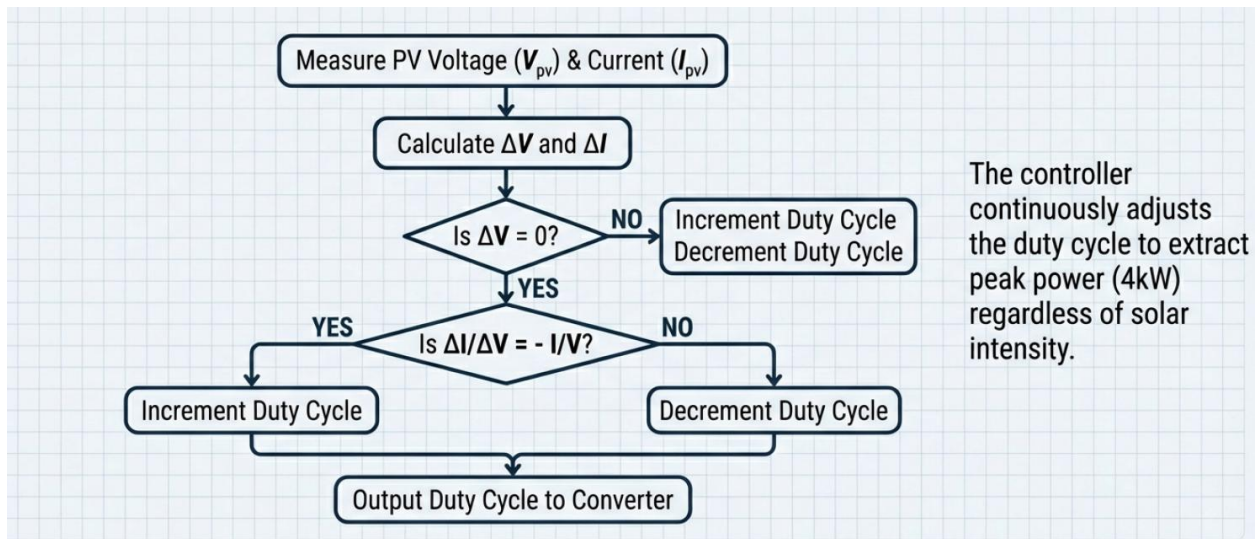 Measure PV Voltage (Vpv) & Current (Ipv)
Calculate ΔV and ΔI
Is ΔV = 0?
NO
Increment Duty Cycle
Decrement Duty Cycle
YES
YES
Is ΔI/ΔV = - I/V?
NO
Increment Duty Cycle
Decrement Duty Cycle
Output Duty Cycle to Converter
The controller
continuously adjusts
the duty cycle to extract
peak power (4kW)
regardless of solar
intensity.